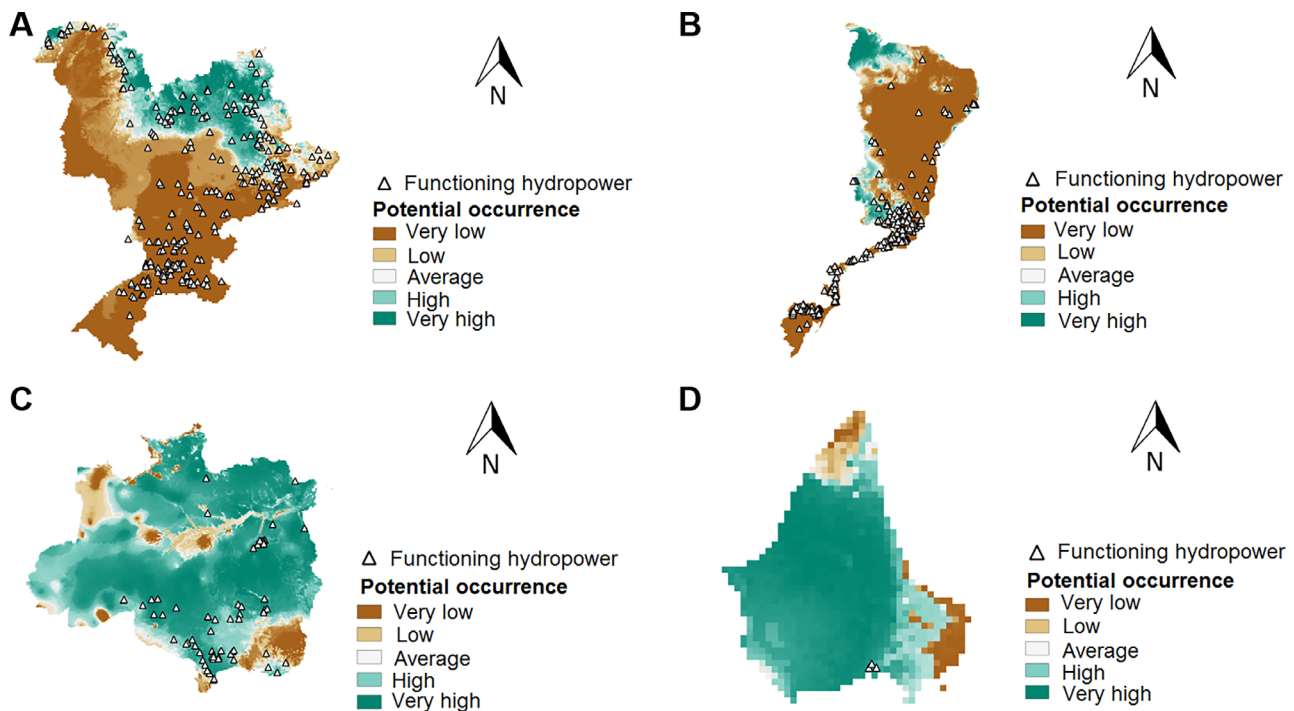 A
N
Functioning hydropower
Potential occurrence
Very low
Low
Average
High
Very high
B
N
Functioning hydropower
Potential occurrence
Very low
Low
Average
High
Very high
C
N
Functioning hydropower
Potential occurrence
Very low
Low
Average
High
Very high
D
N
Functioning hydropower
Potential occurrence
Very low
Low
Average
High
Very high